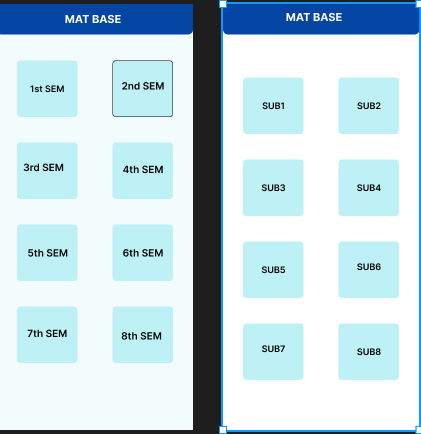 MAT BASE
1st SEM
2nd SEM
3rd SEM
4th SEM
5th SEM
6th SEM
7th SEM
8th SEM
MAT BASE
SUB1
SUB2
SUB3
SUB4
SUB5
SUB6
SUB7
SUB8